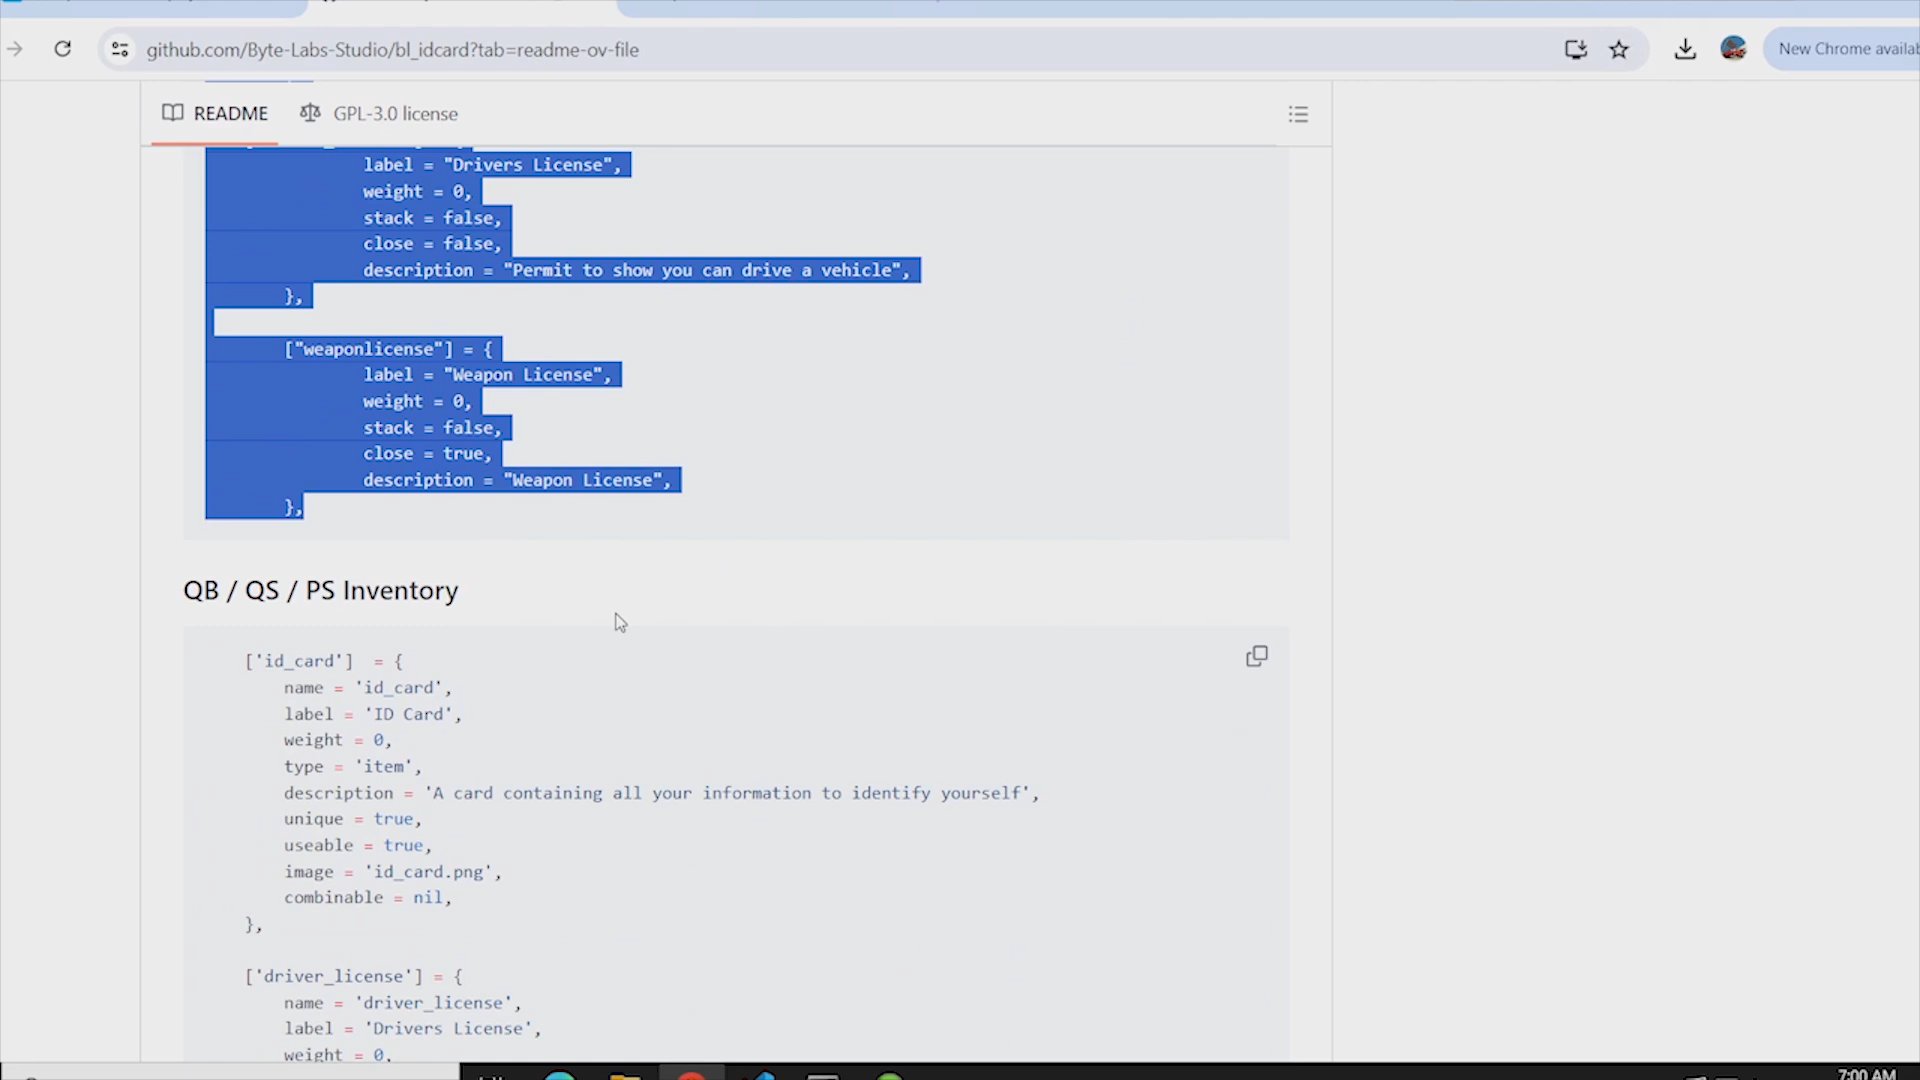 github.com/Byte-Labs-Studio/bl_idcard?tab=readme-ov-file
New Chrome availab
README
GPL-3.0 license
label = "Drivers License",
weight = 0,
stack = false,
close = false,
description = "Permit to show you can drive a vehicle",
},
["weaponlicense"] = {
label = "Weapon License",
weight = 0,
stack = false,
close = true,
description = "Weapon License",
},
QB / QS / PS Inventory
['id_card']  = {
name = 'id_card',
label = 'ID Card',
weight = 0,
type = 'item',
description = 'A card containing all your information to identify yourself',
unique = true,
useable = true,
image = 'id_card.png',
combinable = nil,
},
['driver_license'] = {
name = 'driver_license',
label = 'Drivers License',
weight = 0,
7:00 AM